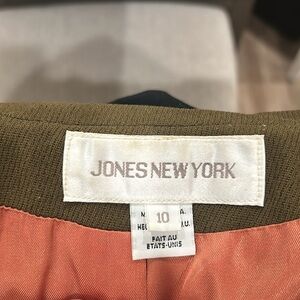 JONES NEW YORK
10
FAIT AU
ETATS-UNIS